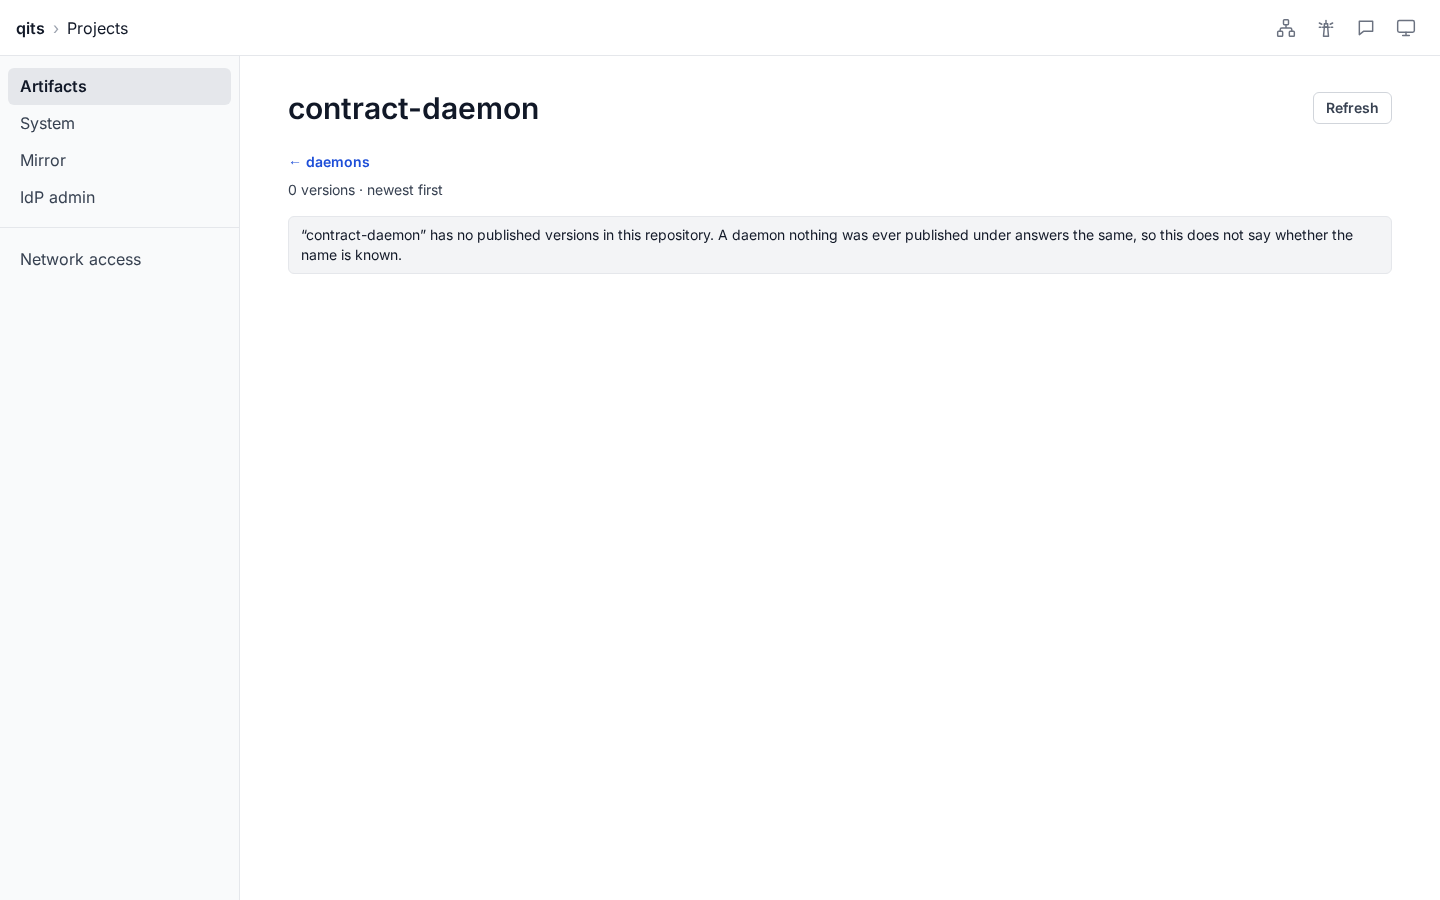 qits › Projects
Artifacts
System
Mirror
IdP admin
Network access
contract-daemon
Refresh
← daemons
0 versions · newest first
“contract-daemon” has no published versions in this repository. A daemon nothing was ever published under answers the same, so this does not say whether the
name is known.